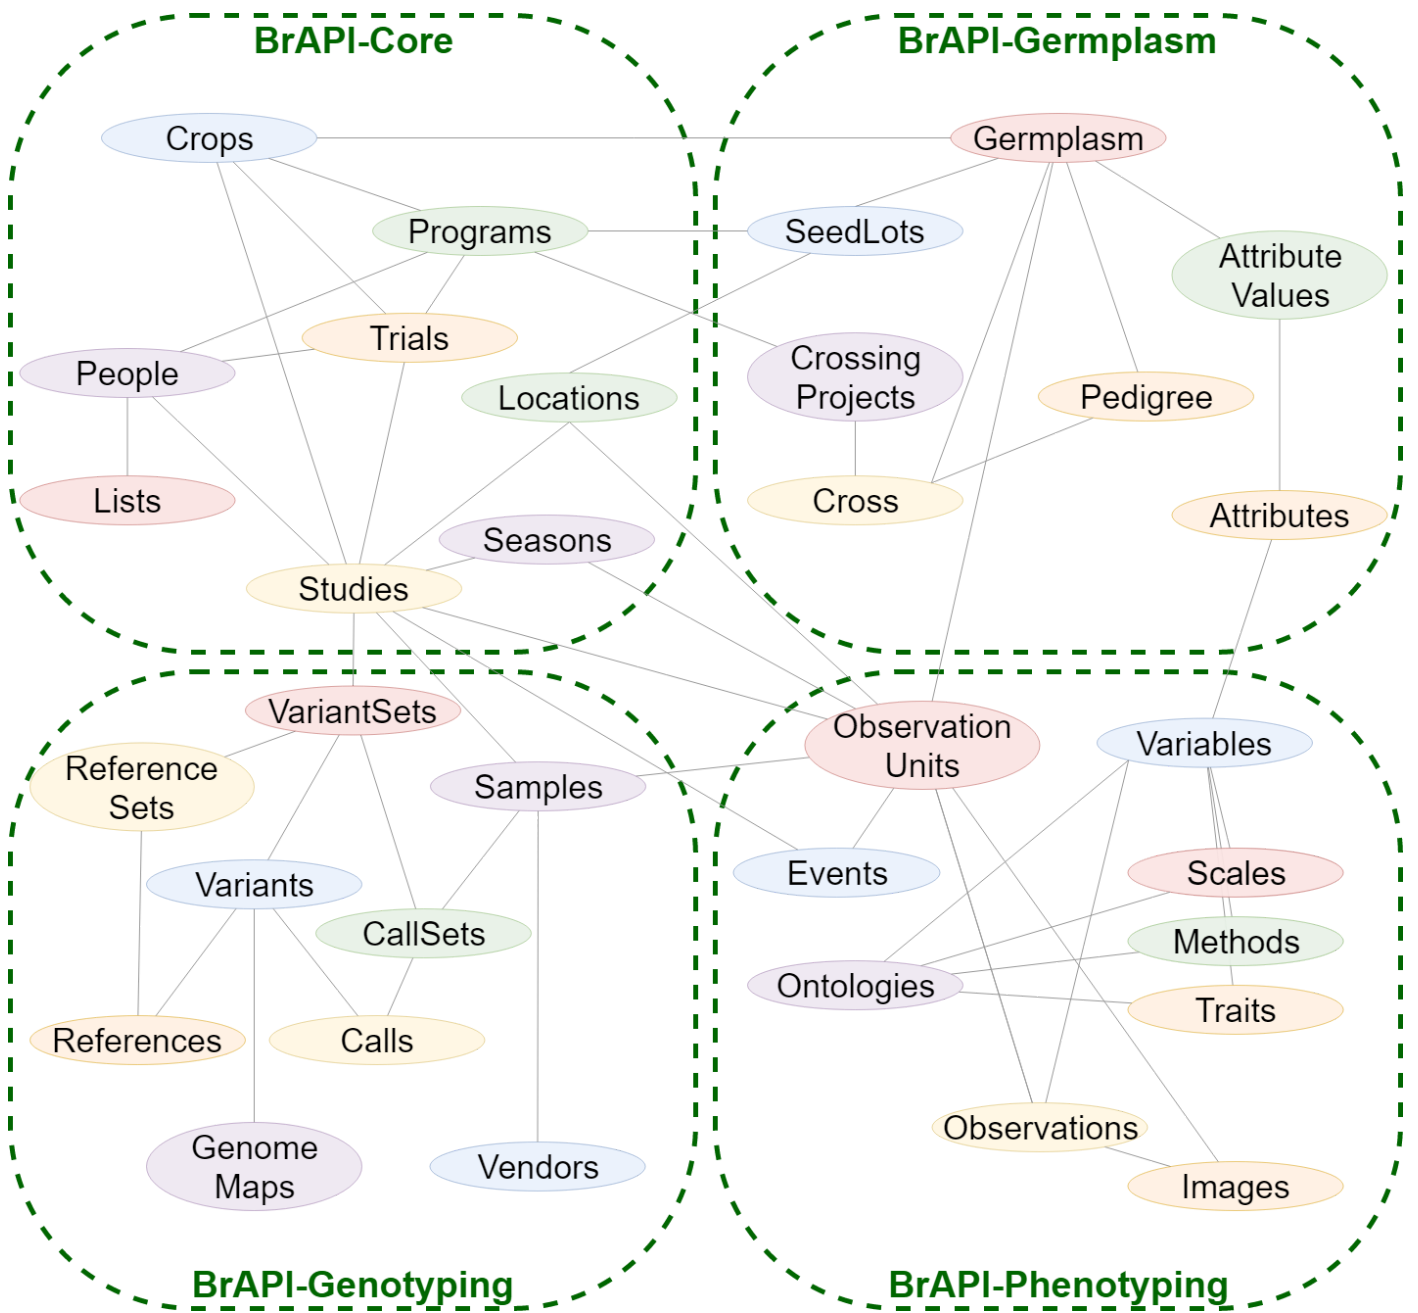 BrAPI-Core
Crops
Programs
Trials
People
Locations
Lists
Seasons
Studies
BrAPI-Germplasm
Germplasm
SeedLots
Attribute
Values
Crossing
Projects
Pedigree
Cross
Attributes
VariantSets
Reference
Sets
Samples
Variants
CallSets
References
Calls
Genome
Maps
Vendors
BrAPI-Genotyping
Observation
Units
Variables
Events
Scales
Methods
Ontologies
Traits
Observations
Images
BrAPI-Phenotyping